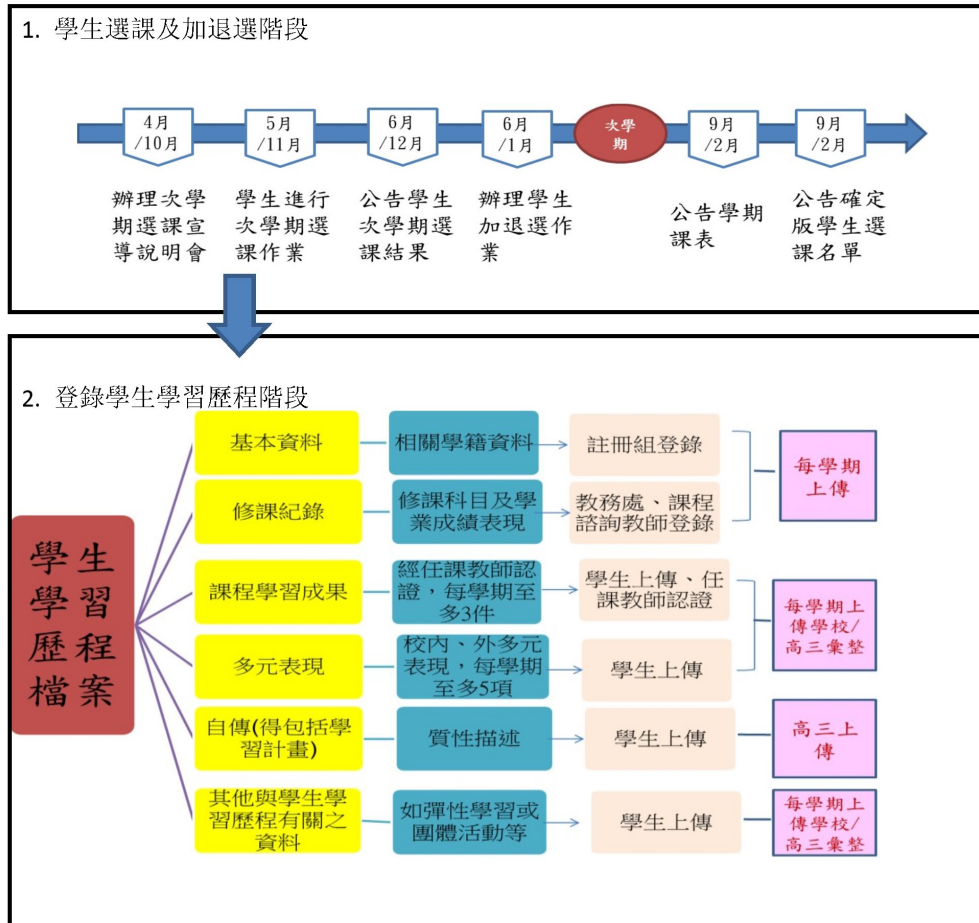 1. 學生選課及加退選階段
4月
/10月
5月
/11月
6月
/12月
6月
/1月
次學
期
9月
/2月
9月
/2月
辦理次學
期選課宣
導說明會
學生進行
次學期選
課作業
公告學生
次學期選
課結果
辦理學生
加退選作
業
公告學期
課表
公告確定
版學生選
課名單
2. 登錄學生學習歷程階段
學生
學習
歷程
檔案
基本資料
相關學籍資料
註冊組登錄
修課紀錄
修課科目及學
業成績表現
教務處、課程
諮詢教師登錄
每學期
上傳
課程學習成果
經任課教師認
證，每學期至
多3件
學生上傳、任
課教師認證
多元表現
校內、外多元
表現，每學期
至多5項
學生上傳
每學期上
傳學校/
高三彙整
自傳(得包括學
習計畫)
質性描述
學生上傳
高三上
傳
其他與學生學
習歷程有關之
資料
如彈性學習或
團體活動等
學生上傳
每學期上
傳學校/
高三彙整